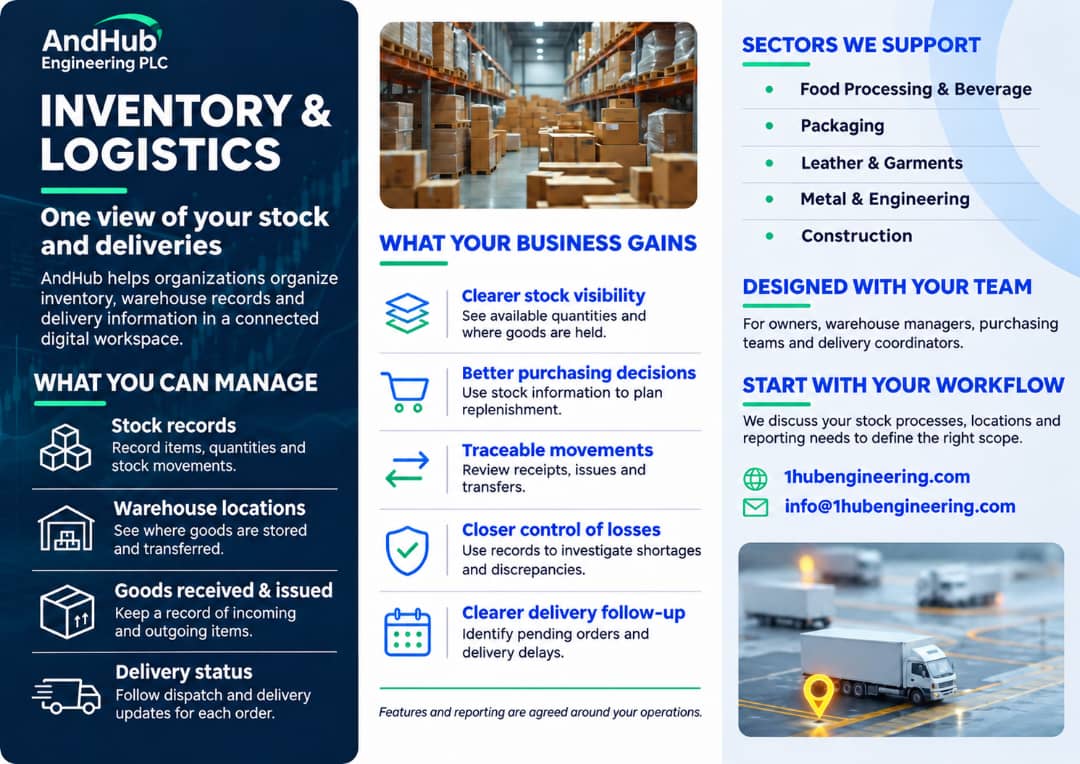 AndHub
Engineering PLC
INVENTORY &
LOGISTICS
One view of your stock
and deliveries
AndHub helps organizations organize
inventory, warehouse records and
delivery information in a connected
digital workspace.
WHAT YOU CAN MANAGE
Stock records
Record items, quantities and
stock movements.
Warehouse locations
See where goods are stored
and transferred.
Goods received & issued
Keep a record of incoming
and outgoing items.
Delivery status
Follow dispatch and delivery
updates for each order.
WHAT YOUR BUSINESS GAINS
Clearer stock visibility
See available quantities and
where goods are held.
Better purchasing decisions
Use stock information to plan
replenishment.
Traceable movements
Review receipts, issues and
transfers.
Closer control of losses
Use records to investigate shortages
and discrepancies.
Clearer delivery follow-up
Identify pending orders and
delivery delays.
Features and reporting are agreed around your operations.
SECTORS WE SUPPORT
Food Processing & Beverage
Packaging
Leather & Garments
Metal & Engineering
Construction
DESIGNED WITH YOUR TEAM
For owners, warehouse managers, purchasing
teams and delivery coordinators.
START WITH YOUR WORKFLOW
We discuss your stock processes, locations and
reporting needs to define the right scope.
1hubengineering.com
info@1hubengineering.com